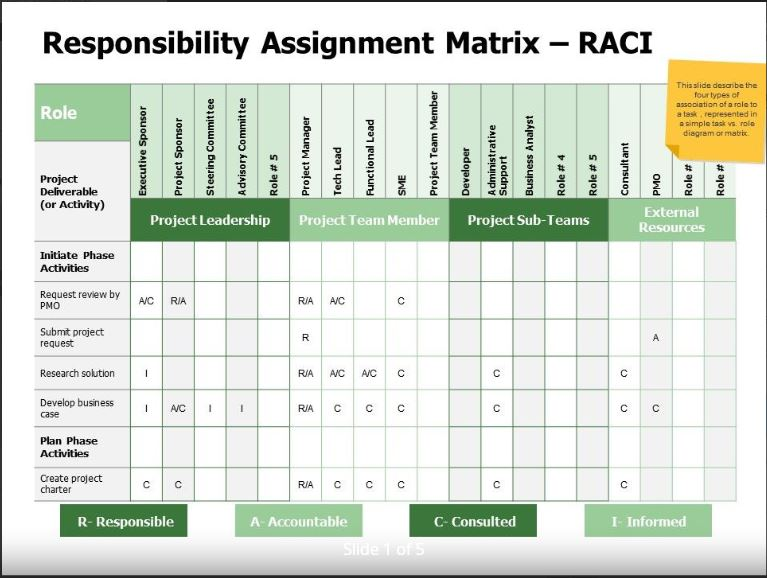 Responsibility Assignment Matrix – RACI
This slide describe the
four types of
association of a role to
a task , represented in
a simple task vs. role
diagram or matrix.
Role
Project
Deliverable
(or Activity)
Executive Sponsor
Project Sponsor
Steering Committee
Advisory Committee
Role # 5
Project Manager
Tech Lead
Functional Lead
SME
Project Team Member
Developer
Administrative
Support
Business Analyst
Role # 4
Role # 5
Consultant
PMO
Role #
Role #
Project Leadership
Project Team Member
Project Sub-Teams
External
Resources
Initiate Phase
Activities
Request review by
PMO
A/C R/A R/A A/C C
Submit project
request
R A
Research solution I R/A A/C A/C C C C
Develop business
case
I A/C I I R/A C C C C C C
Plan Phase
Activities
Create project
charter
C C R/A C C C C C
R- Responsible
A- Accountable
C- Consulted
I- Informed
Slide 1 of 5